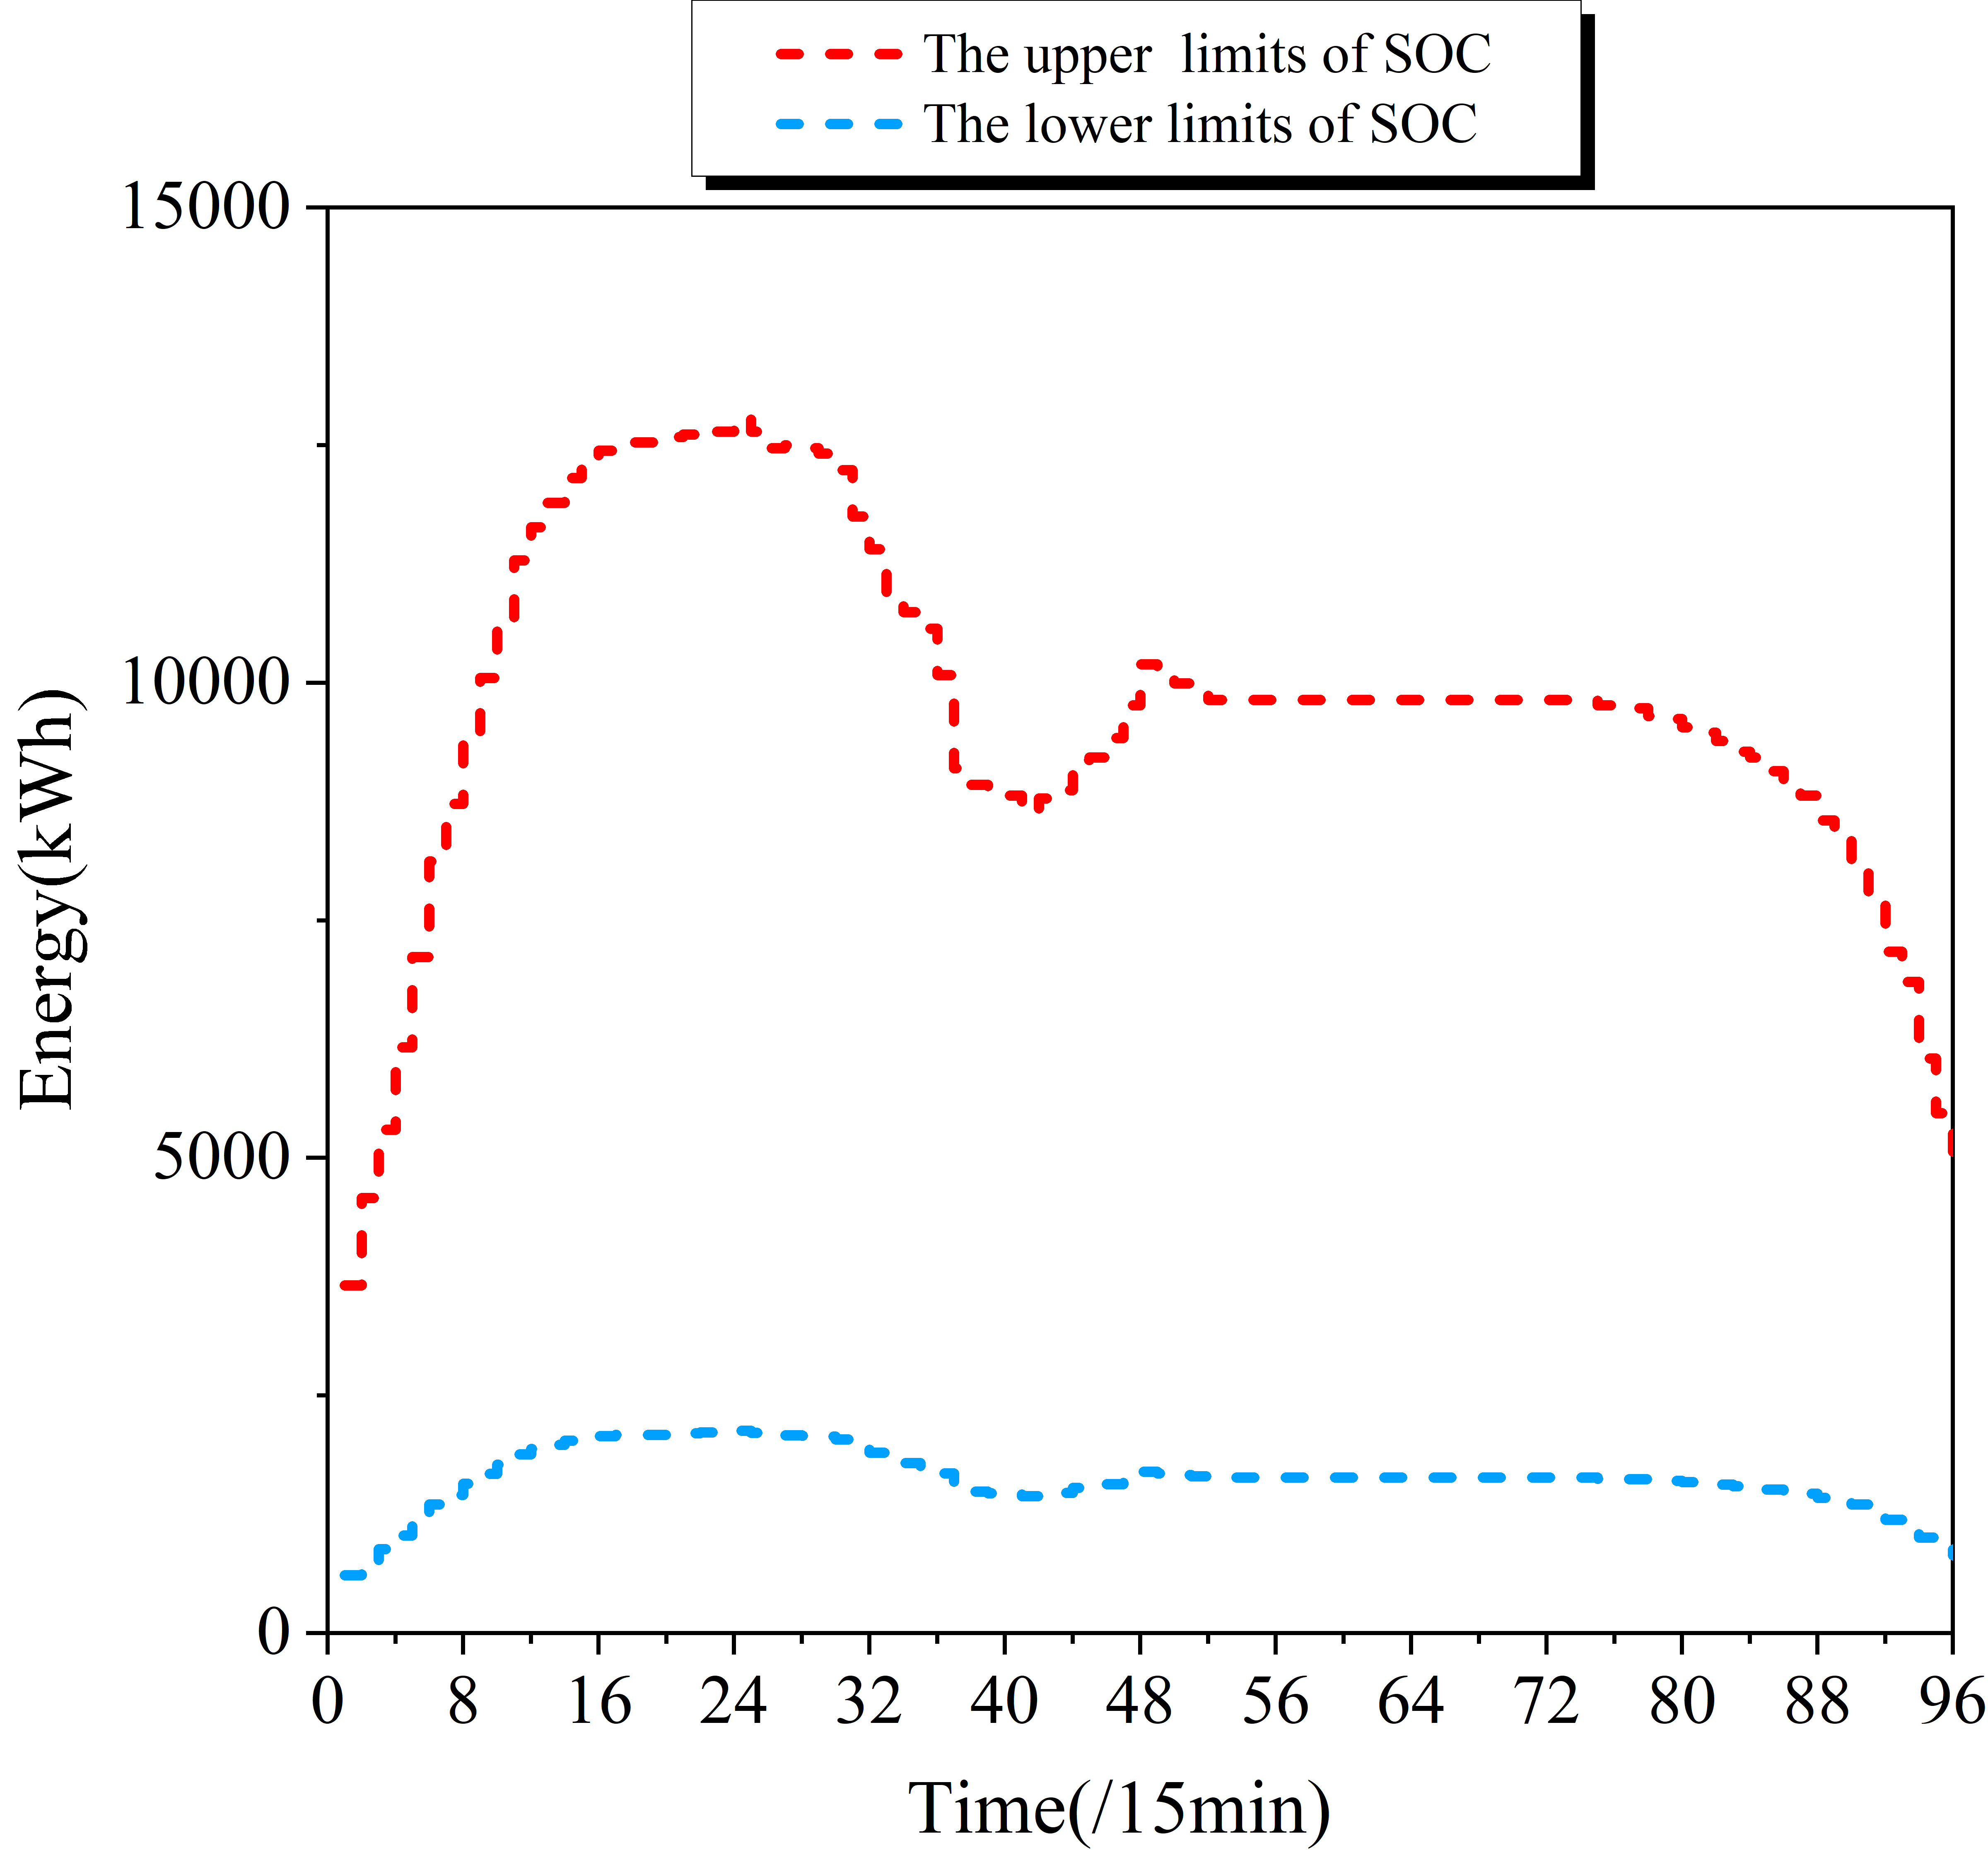 The upper limits of SOC
The lower limits of SOC
15000
10000
5000
0
Energy(kWh)
0 8 16 24 32 40 48 56 64 72 80 88 96
Time(/15min)